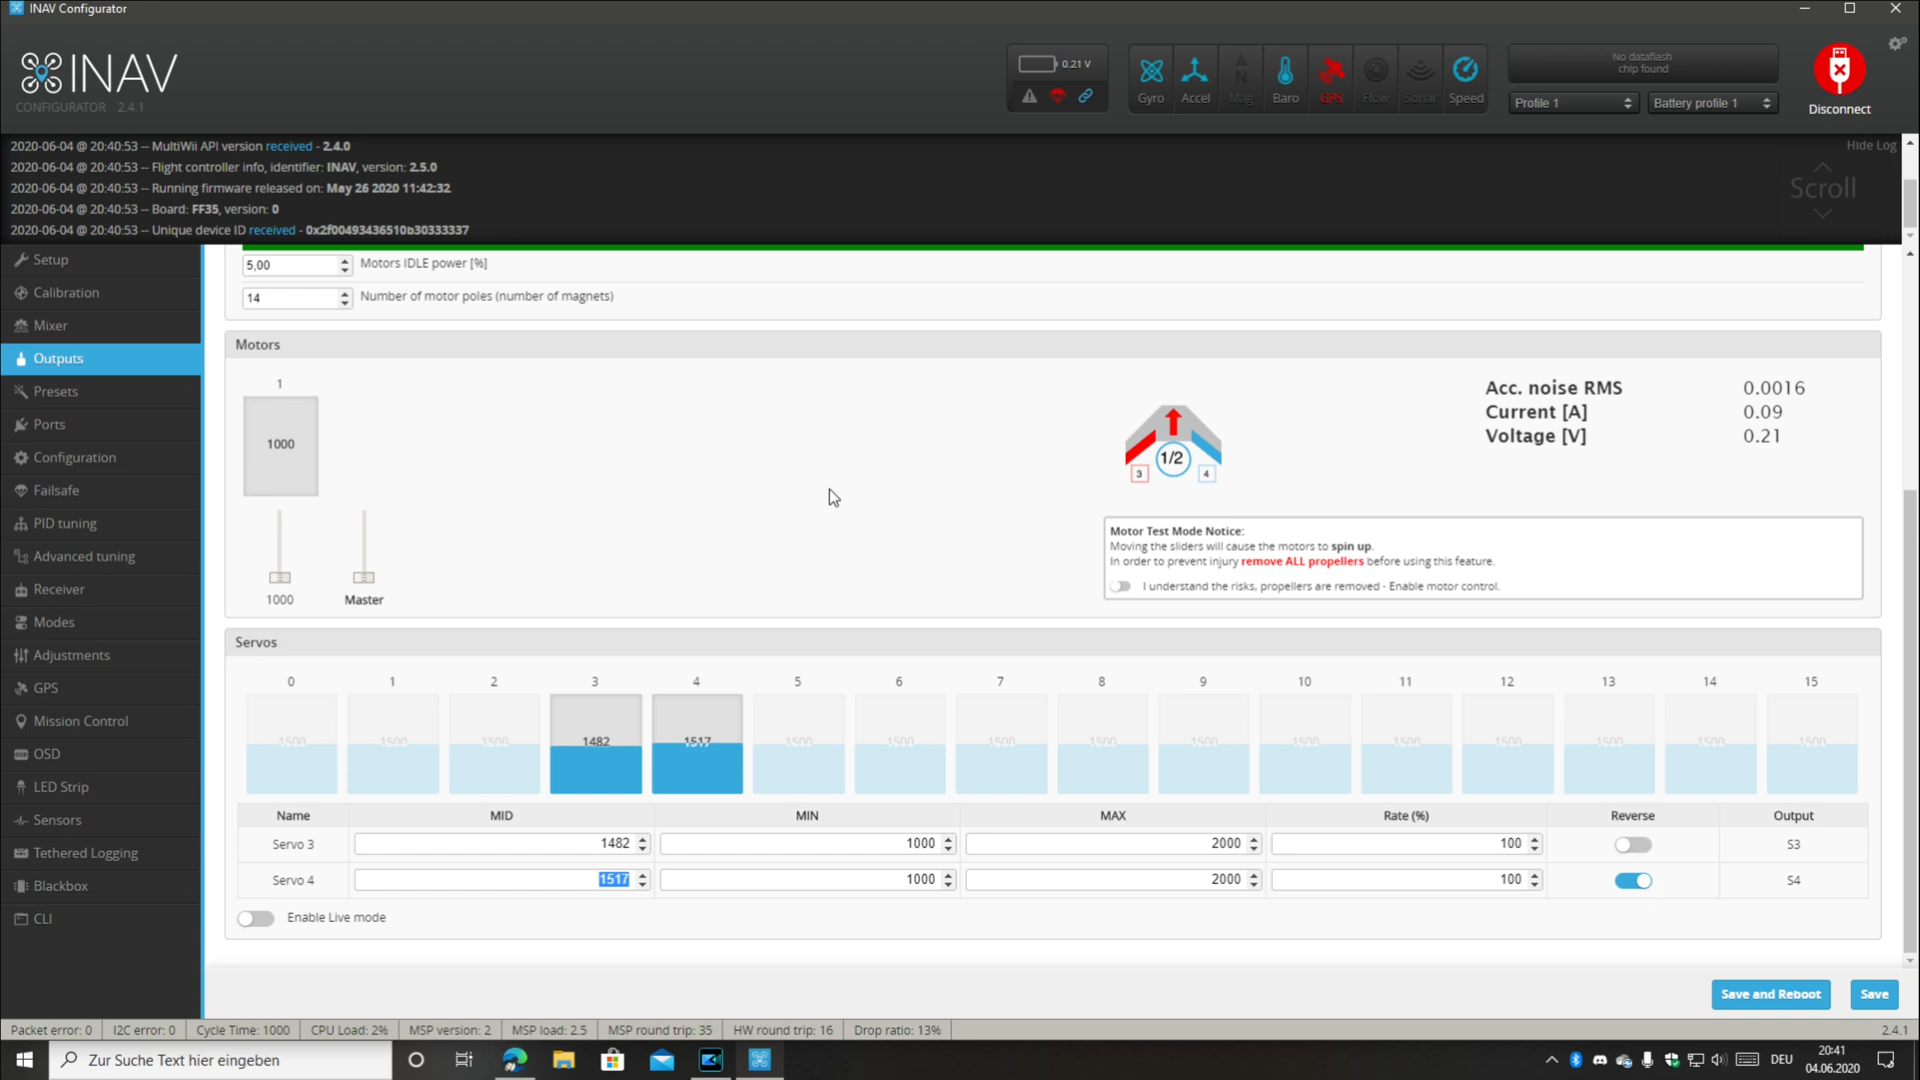 INAV Configurator
INAV
CONFIGURATOR 2.4.1
0.21 V
Gyro Accel Mag Baro GPS Flow Sonar Speed
No dataflash
chip found
Profile 1 Battery profile 1
Disconnect
2020-06-04 @ 20:40:53 -- MultiWii API version received - 2.4.0
Hide Log
2020-06-04 @ 20:40:53 -- Flight controller info, identifier: INAV, version: 2.5.0
2020-06-04 @ 20:40:53 -- Running firmware released on: May 26 2020 11:42:32
Scroll
2020-06-04 @ 20:40:53 -- Board: FF35, version: 0
2020-06-04 @ 20:40:53 -- Unique device ID received - 0x2f00493436510b30333337
Setup
Calibration
Mixer
Outputs
Presets
Ports
Configuration
Failsafe
PID tuning
Advanced tuning
Receiver
Modes
Adjustments
GPS
Mission Control
OSD
LED Strip
Sensors
Tethered Logging
Blackbox
CLI
5,00 Motors IDLE power [%]
14 Number of motor poles (number of magnets)
Motors
1
1000
1000 Master
1/2
3 4
Acc. noise RMS 0.0016
Current [A] 0.09
Voltage [V] 0.21
Motor Test Mode Notice:
Moving the sliders will cause the motors to spin up.
In order to prevent injury remove ALL propellers before using this feature.
I understand the risks, propellers are removed - Enable motor control.
Servos
0 1 2 3 4 5 6 7 8 9 10 11 12 13 14 15
1500 1500 1500 1482 1517 1500 1500 1500 1500 1500 1500 1500 1500 1500 1500 1500
Name MID MIN MAX Rate (%) Reverse Output
Servo 3 1482 1000 2000 100 S3
Servo 4 1517 1000 2000 100 S4
Enable Live mode
Save and Reboot Save
Packet error: 0 I2C error: 0 Cycle Time: 1000 CPU Load: 2% MSP version: 2 MSP load: 2.5 MSP round trip: 35 HW round trip: 16 Drop ratio: 13% 2.4.1
Zur Suche Text hier eingeben
DEU
20:41
04.06.2020